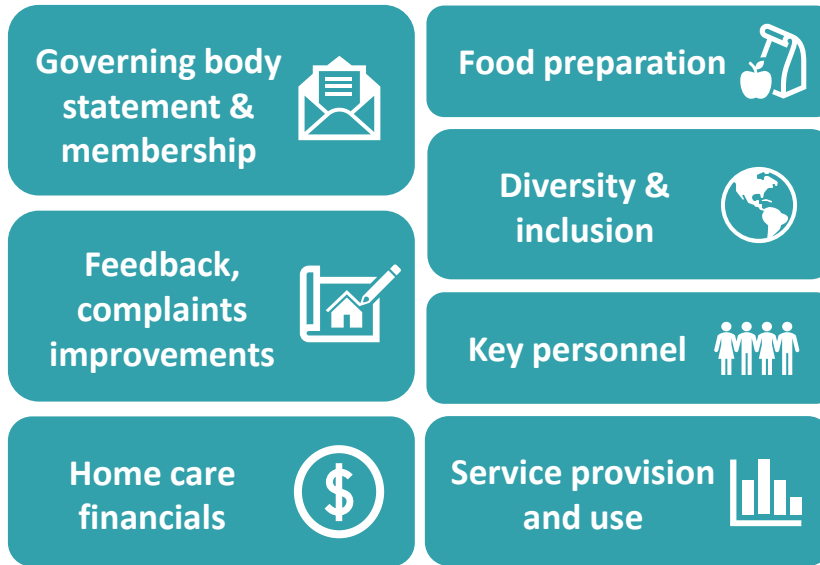 Governing body
statement &
membership
Feedback,
complaints
improvements
Home care
financials
Food preparation
Diversity &
inclusion
Key personnel
Service provision
and use